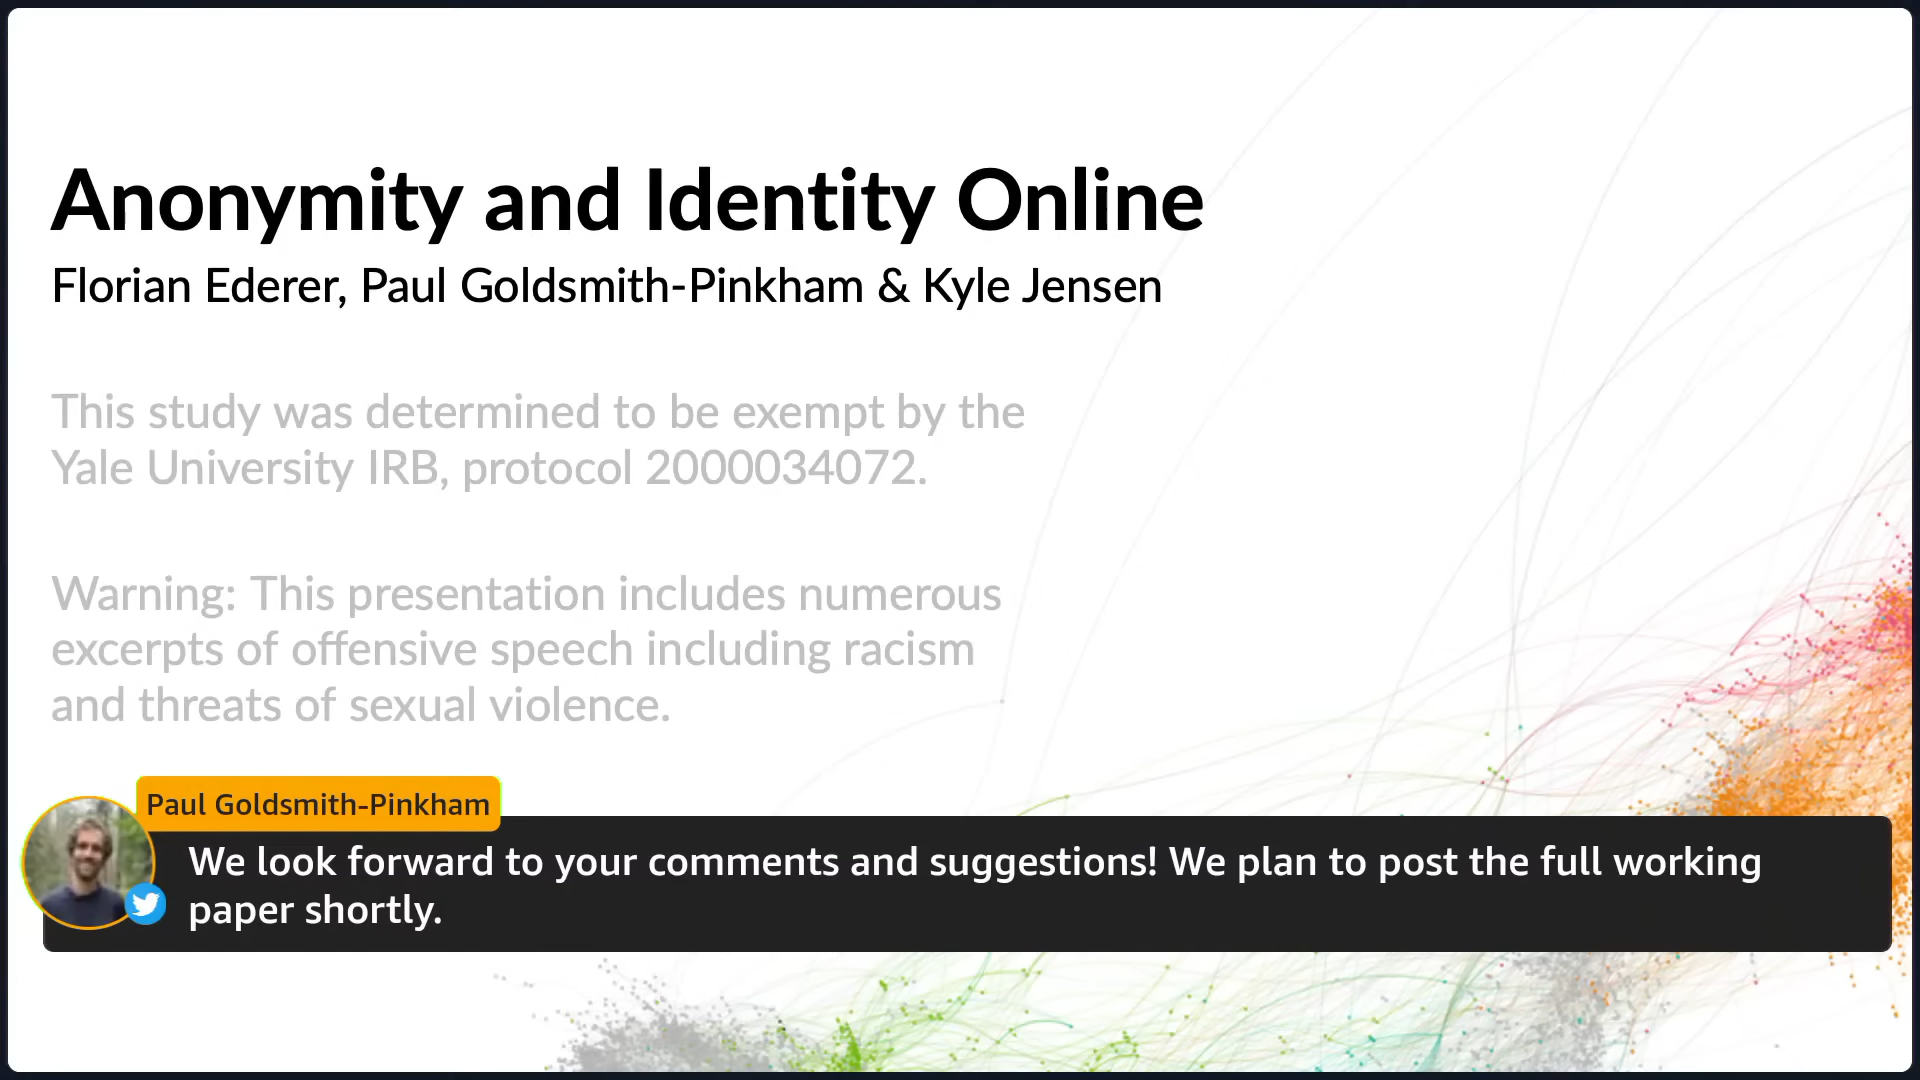 Anonymity and Identity Online
Florian Ederer, Paul Goldsmith-Pinkham & Kyle Jensen
This study was determined to be exempt by the
Yale University IRB, protocol 2000034072.
Warning: This presentation includes numerous
excerpts of offensive speech including racism
and threats of sexual violence.
Paul Goldsmith-Pinkham
We look forward to your comments and suggestions! We plan to post the full working
paper shortly.